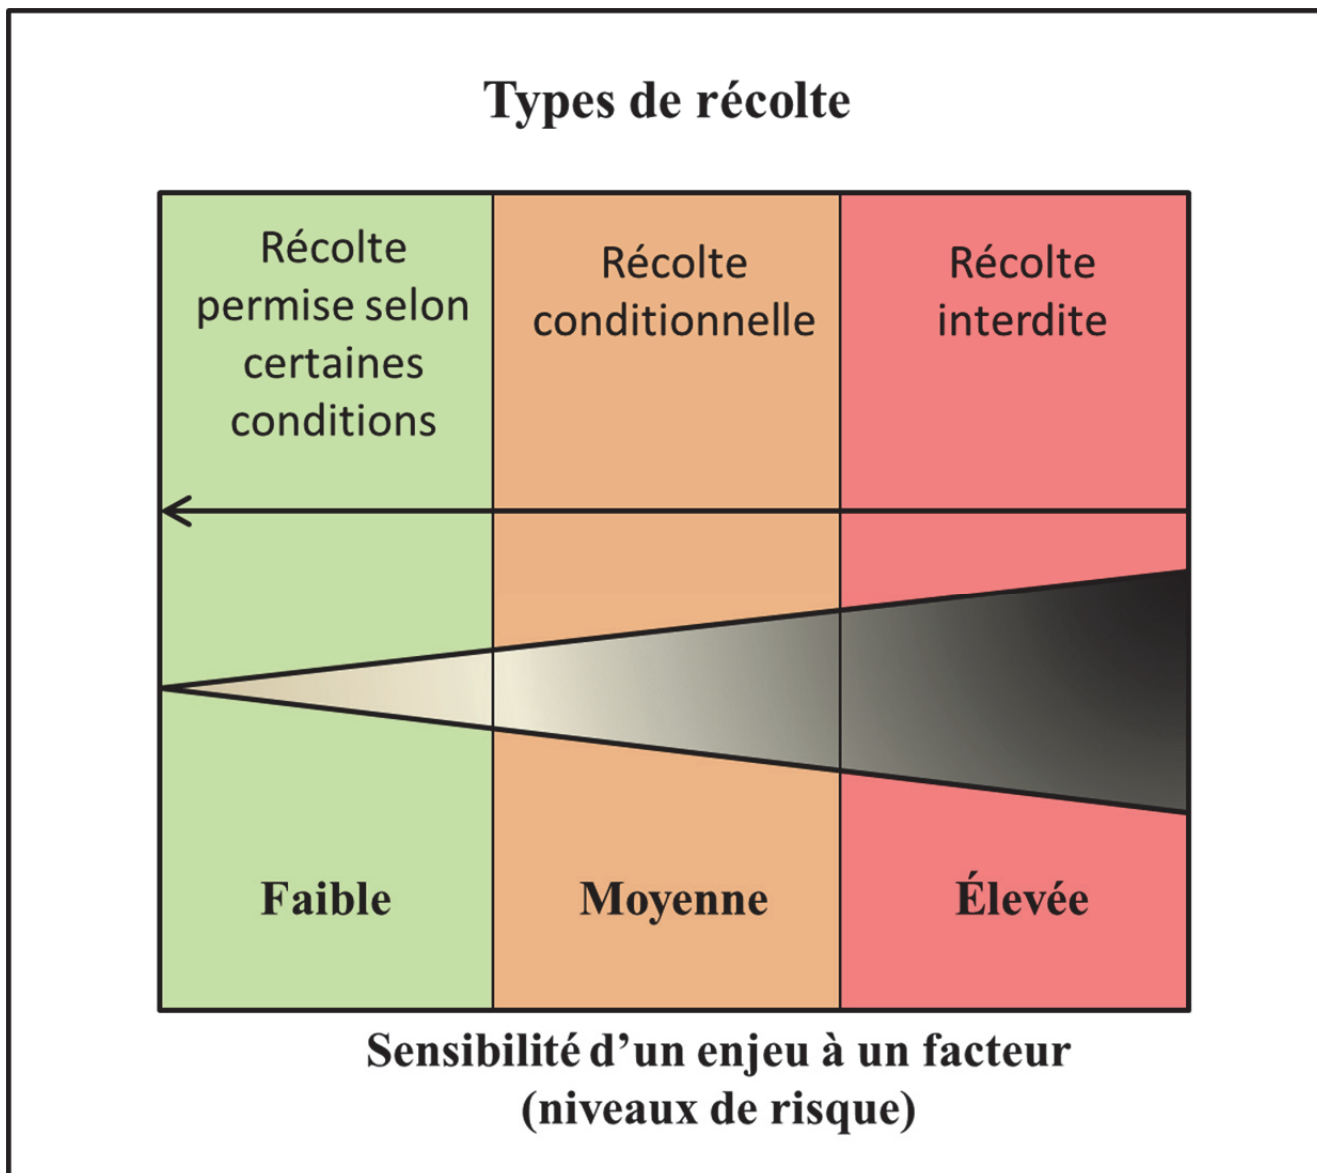 Types de récolte
Récolte
permise selon
certaines
conditions
Récolte
conditionnelle
Récolte
interdite
Faible
Moyenne
Élevée
Sensibilité d’un enjeu à un facteur
(niveaux de risque)